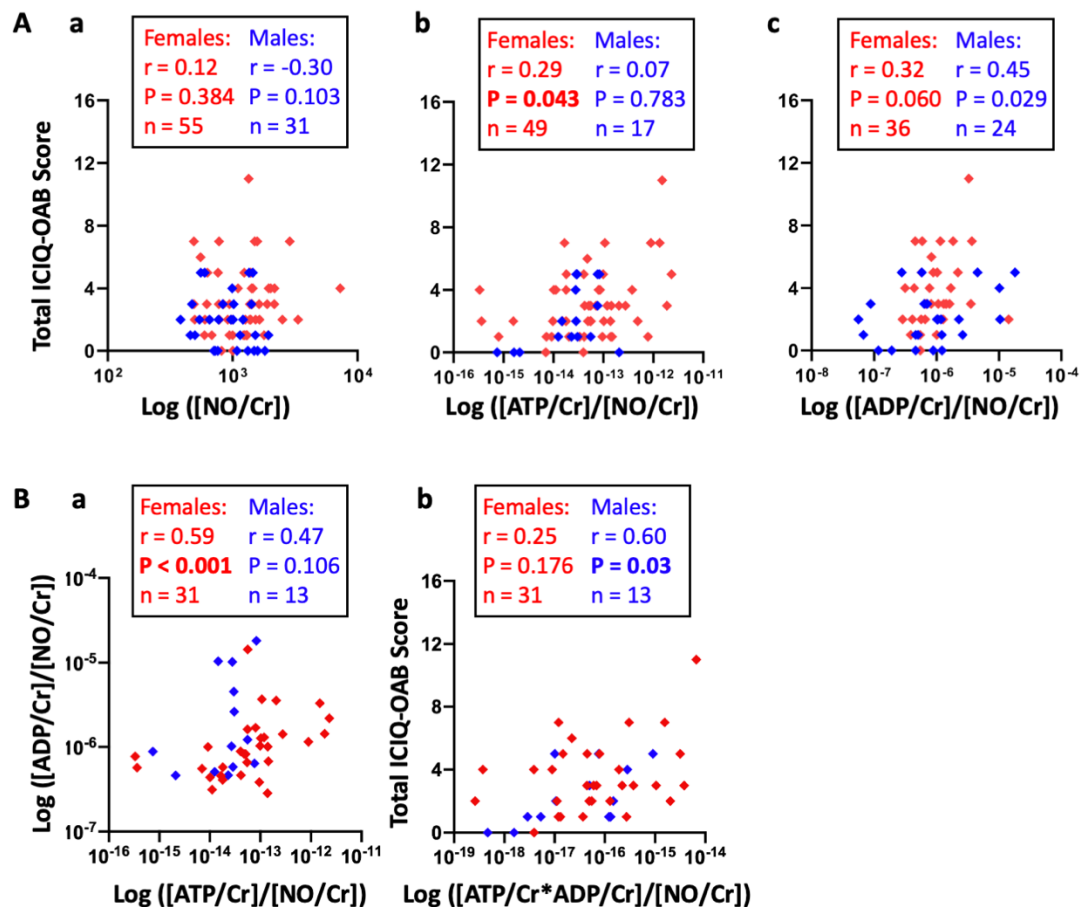 A a b c
Females: Males:
r = 0.12 r = -0.30
P = 0.384 P = 0.103
n = 55 n = 31
Females: Males:
r = 0.29 r = 0.07
P = 0.043 P = 0.783
n = 49 n = 17
Females: Males:
r = 0.32 r = 0.45
P = 0.060 P = 0.029
n = 36 n = 24
Total ICIQ-OAB Score
16
12
8
4
0
10² 10³ 10⁴
Log ([NO/Cr])
16
12
8
4
0
10⁻¹⁶ 10⁻¹⁵ 10⁻¹⁴ 10⁻¹³ 10⁻¹² 10⁻¹¹
Log ([ATP/Cr]/[NO/Cr])
16
12
8
4
0
10⁻⁸ 10⁻⁷ 10⁻⁶ 10⁻⁵ 10⁻⁴
Log ([ADP/Cr]/[NO/Cr])
B a b
Females: Males:
r = 0.59 r = 0.47
P < 0.001 P = 0.106
n = 31 n = 13
Females: Males:
r = 0.25 r = 0.60
P = 0.176 P = 0.03
n = 31 n = 13
Log ([ADP/Cr]/[NO/Cr])
10⁻⁴
10⁻⁵
10⁻⁶
10⁻⁷
10⁻¹⁶ 10⁻¹⁵ 10⁻¹⁴ 10⁻¹³ 10⁻¹² 10⁻¹¹
Log ([ATP/Cr]/[NO/Cr])
Total ICIQ-OAB Score
16
12
8
4
0
10⁻¹⁹ 10⁻¹⁸ 10⁻¹⁷ 10⁻¹⁶ 10⁻¹⁵ 10⁻¹⁴
Log ([ATP/Cr*ADP/Cr]/[NO/Cr])